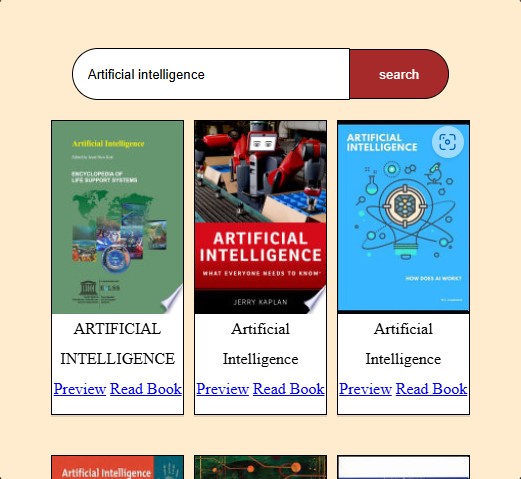 Artificial intelligence
search
Artificial Intelligence
ENCYCLOPEDIA OF
LIFE SUPPORT SYSTEMS
ARTIFICIAL
INTELLIGENCE
WHAT EVERYONE NEEDS TO KNOW
JERRY KAPLAN
ARTIFICIAL
INTELLIGENCE
HOW DOES AI WORK?
ARTIFICIAL
INTELLIGENCE
Preview Read Book
Artificial
Intelligence
Preview Read Book
Artificial
Intelligence
Preview Read Book
Artificial Intelligence